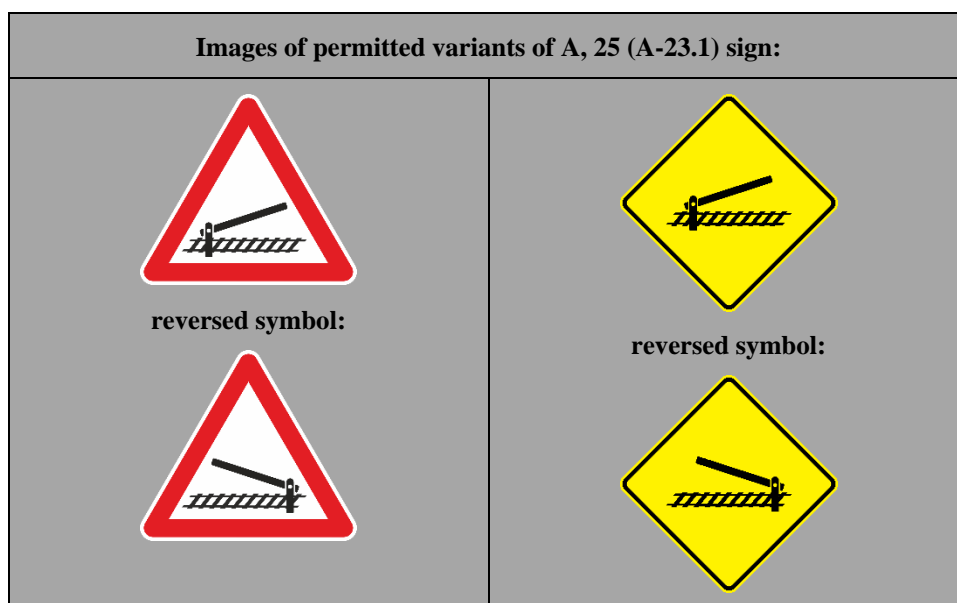 Images of permitted variants of A, 25 (A-23.1) sign:
reversed symbol:
reversed symbol: